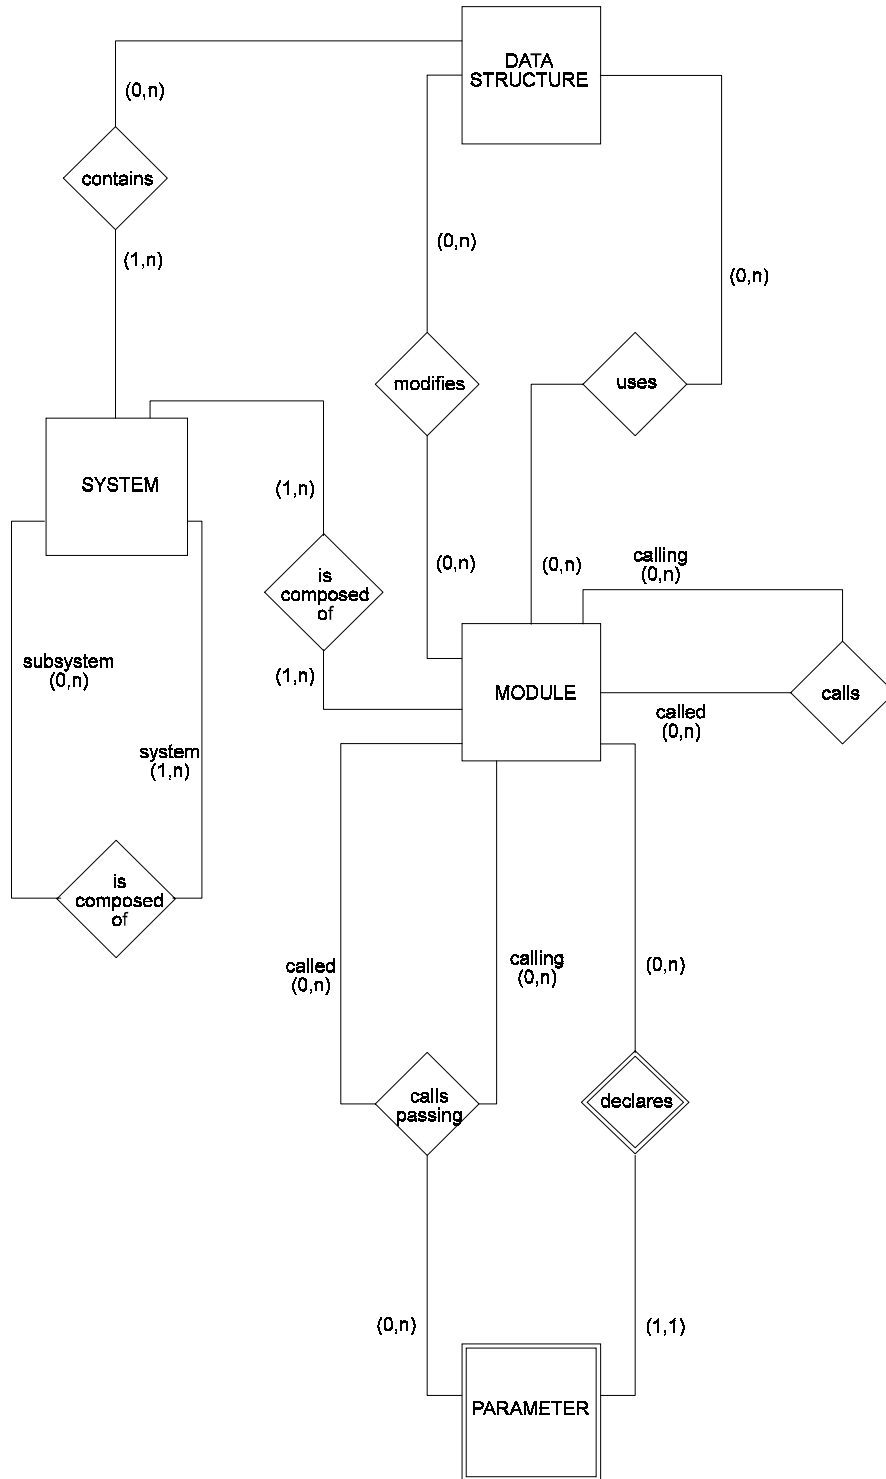 DATA
STRUCTURE
(0,n)
contains
(1,n)
(0,n)
(0,n)
modifies
uses
SYSTEM
(1,n)
is
composed
of
(1,n)
(0,n)
(0,n)
calling
(0,n)
MODULE
calls
called
(0,n)
subsystem
(0,n)
system
(1,n)
is
composed
of
called
(0,n)
calling
(0,n)
(0,n)
calls
passing
declares
(0,n)
(1,1)
PARAMETER